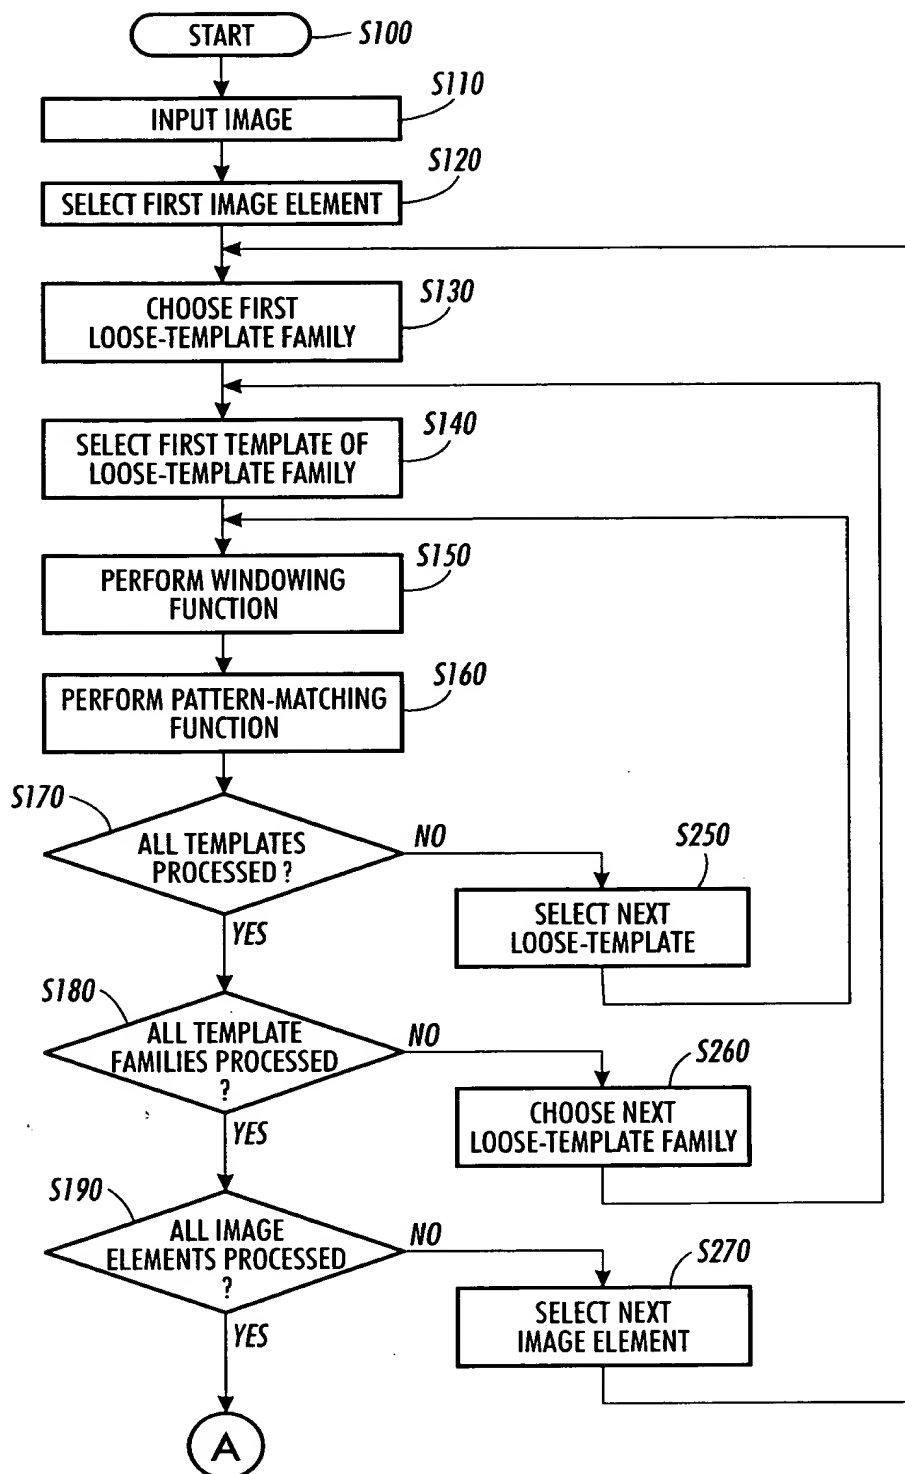 START
S100
S110
INPUT IMAGE
S120
SELECT FIRST IMAGE ELEMENT
S130
CHOOSE FIRST
LOOSE-TEMPLATE FAMILY
S140
SELECT FIRST TEMPLATE OF
LOOSE-TEMPLATE FAMILY
S150
PERFORM WINDOWING
FUNCTION
S160
PERFORM PATTERN-MATCHING
FUNCTION
S170
ALL TEMPLATES
PROCESSED ?
NO
S250
SELECT NEXT
LOOSE-TEMPLATE
YES
S180
ALL TEMPLATE
FAMILIES PROCESSED
?
NO
S260
CHOOSE NEXT
LOOSE-TEMPLATE FAMILY
YES
S190
ALL IMAGE
ELEMENTS PROCESSED
?
NO
S270
SELECT NEXT
IMAGE ELEMENT
YES
A